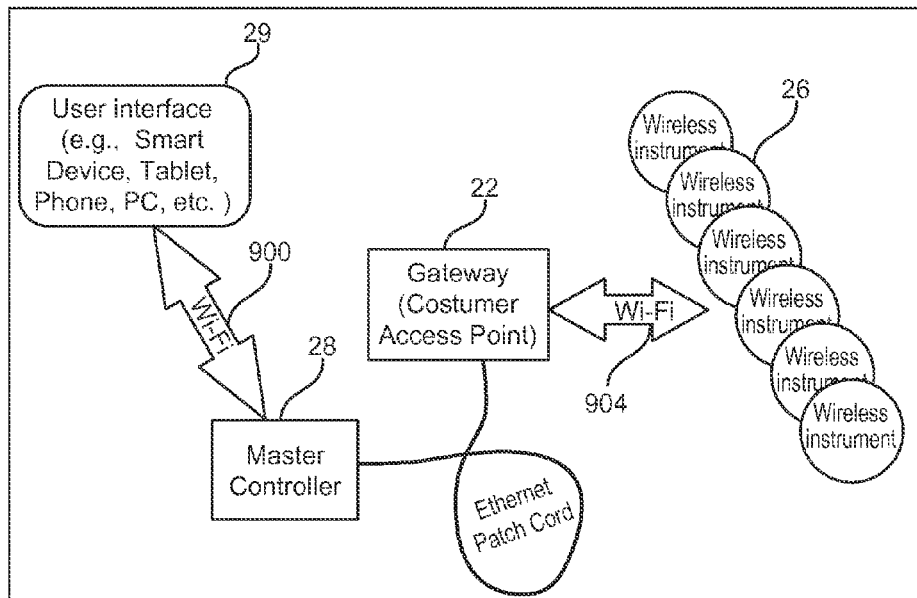 29
User interface
(e.g., Smart
Device, Tablet,
Phone, PC, etc. )
900
Wi-Fi
28
Master
Controller
22
Gateway
(Costumer
Access Point)
Wi-Fi
904
Ethernet
Patch Cord
26
Wireless
instrument
Wireless
instrument
Wireless
instrument
Wireless
instrument
Wireless
instrument
Wireless
instrument